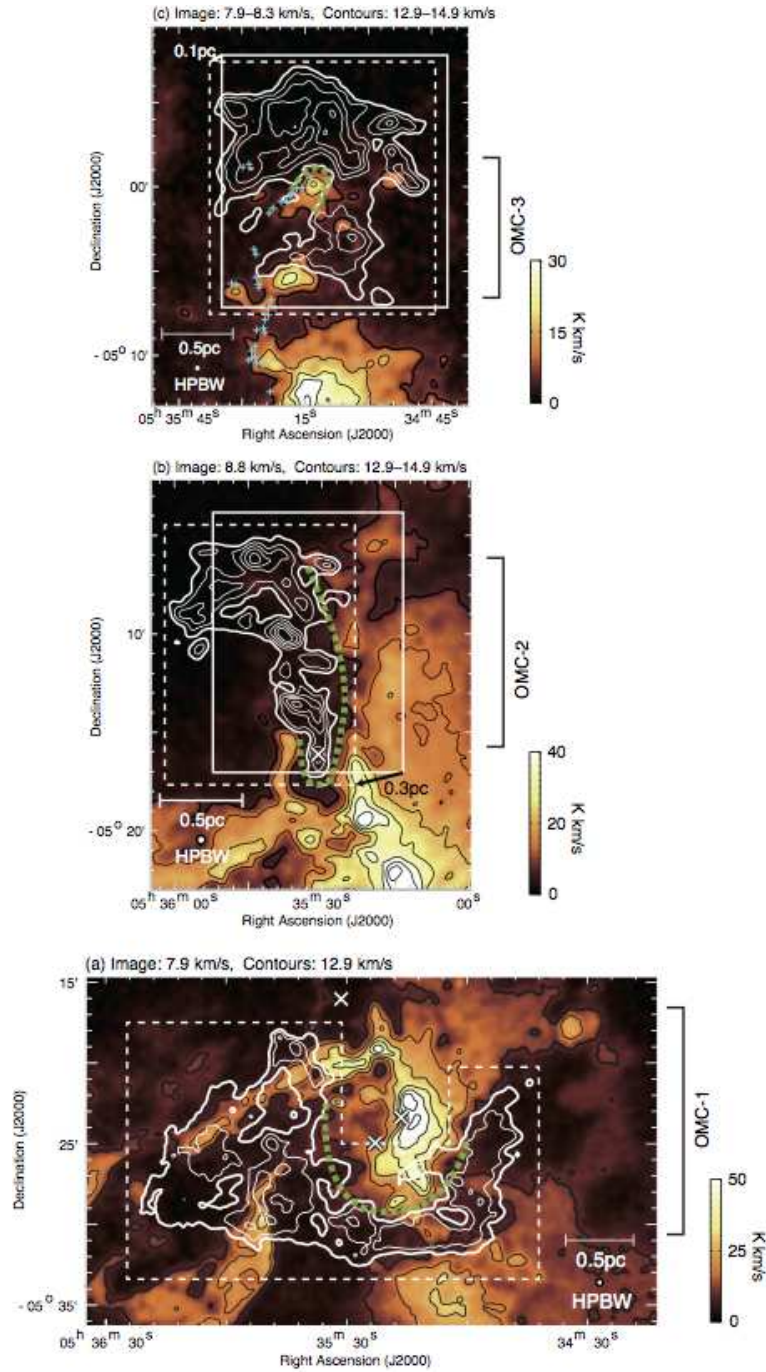 (c) Image: 7.9–8.3 km/s, Contours: 12.9–14.9 km/s
0.1pc
00'
Declination (J2000)
OMC-3
30
15
0
K km/s
0.5pc
HPBW
- 05° 10'
05h 35m 45s
15s
34m 45s
Right Ascension (J2000)
(b) Image: 8.8 km/s, Contours: 12.9–14.9 km/s
10'
Declination (J2000)
OMC-2
40
20
0
K km/s
0.3pc
0.5pc
- 05° 20'
HPBW
05h 36m 00s
35m 30s
00s
Right Ascension (J2000)
(a) Image: 7.9 km/s, Contours: 12.9 km/s
15'
25'
Declination (J2000)
OMC-1
50
25
0
K km/s
0.5pc
HPBW
- 05° 35'
05h 36m 30s
35m 30s
34m 30s
Right Ascension (J2000)